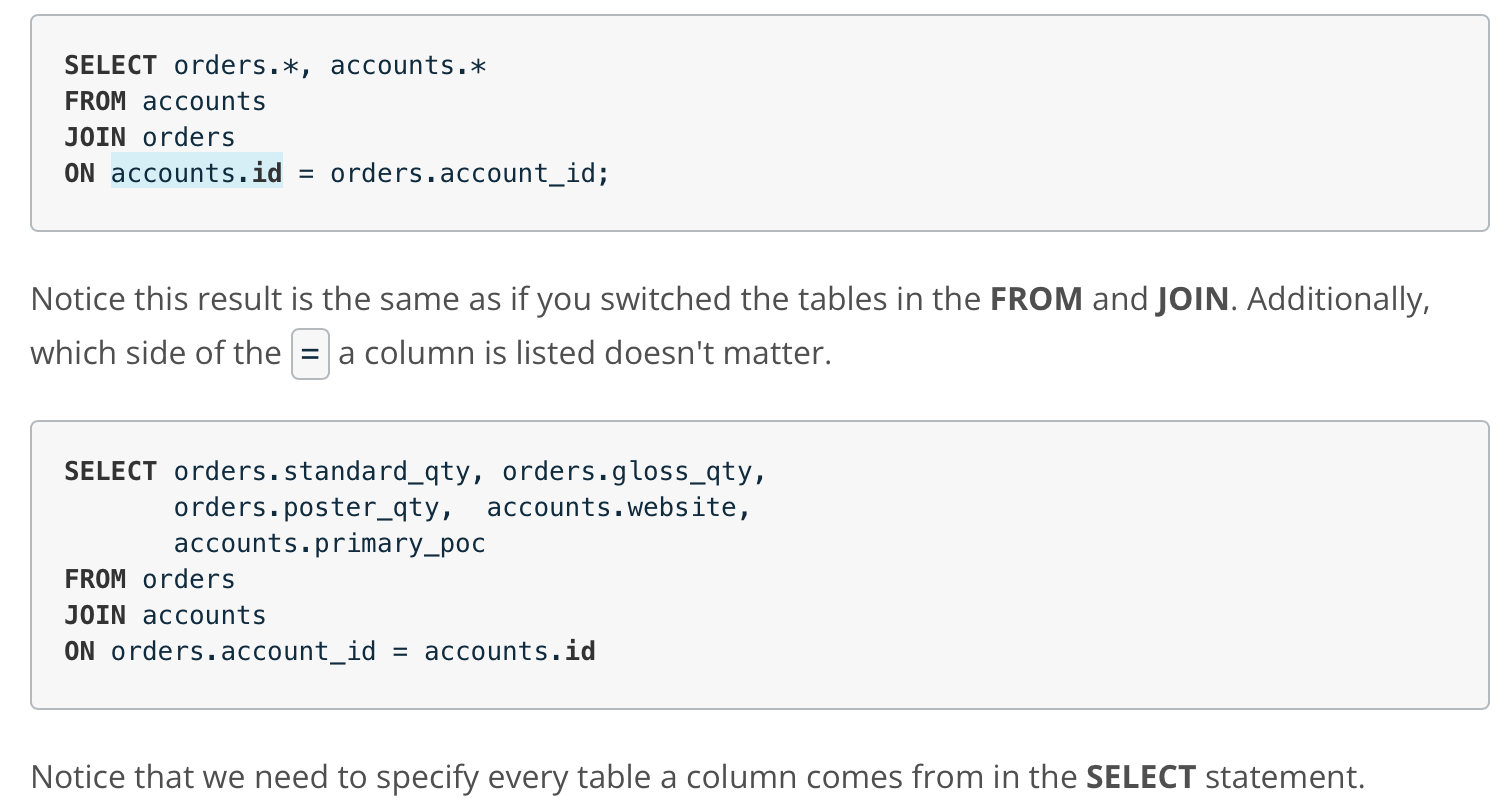 SELECT orders.*, accounts.*
FROM accounts
JOIN orders
ON accounts.id = orders.account_id;
Notice this result is the same as if you switched the tables in the FROM and JOIN. Additionally,
which side of the = a column is listed doesn't matter.
SELECT orders.standard_qty, orders.gloss_qty,
       orders.poster_qty,  accounts.website,
       accounts.primary_poc
FROM orders
JOIN accounts
ON orders.account_id = accounts.id
Notice that we need to specify every table a column comes from in the SELECT statement.